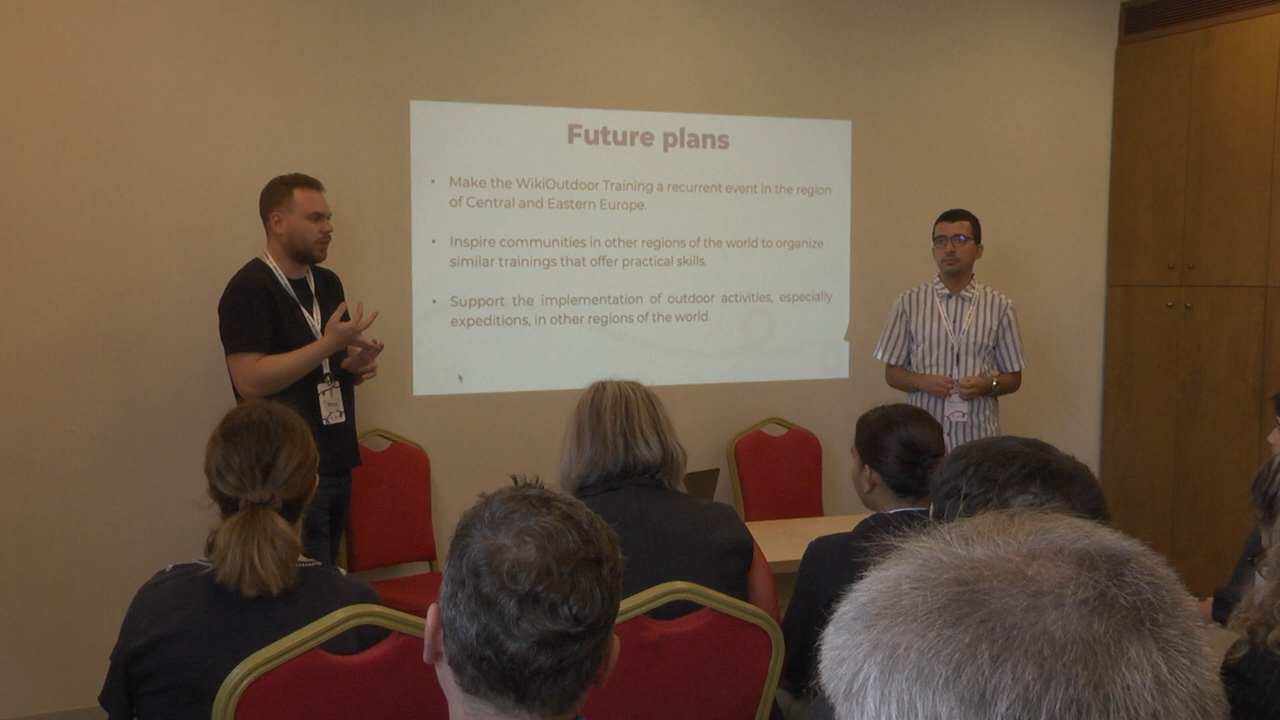 Future plans
• Make the WikiOutdoor Training a recurrent event in the region
of Central and Eastern Europe.
• Inspire communities in other regions of the world to organize
similar trainings that offer practical skills.
• Support the implementation of outdoor activities, especially
expeditions, in other regions of the world.